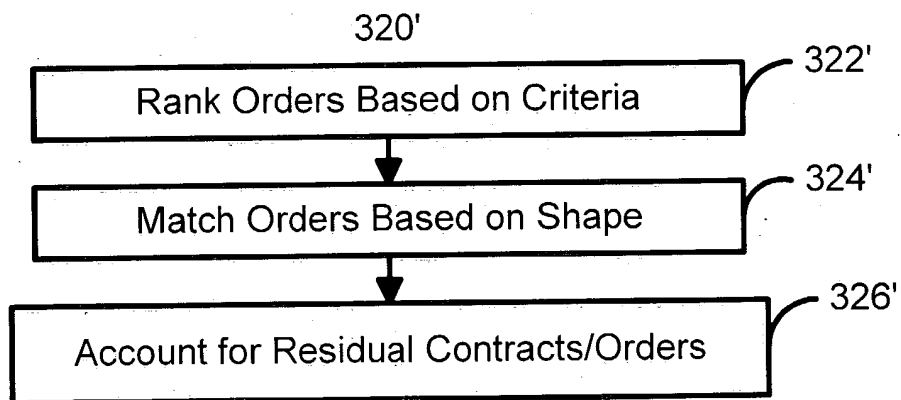 320'
Rank Orders Based on Criteria
322'
Match Orders Based on Shape
324'
Account for Residual Contracts/Orders
326'